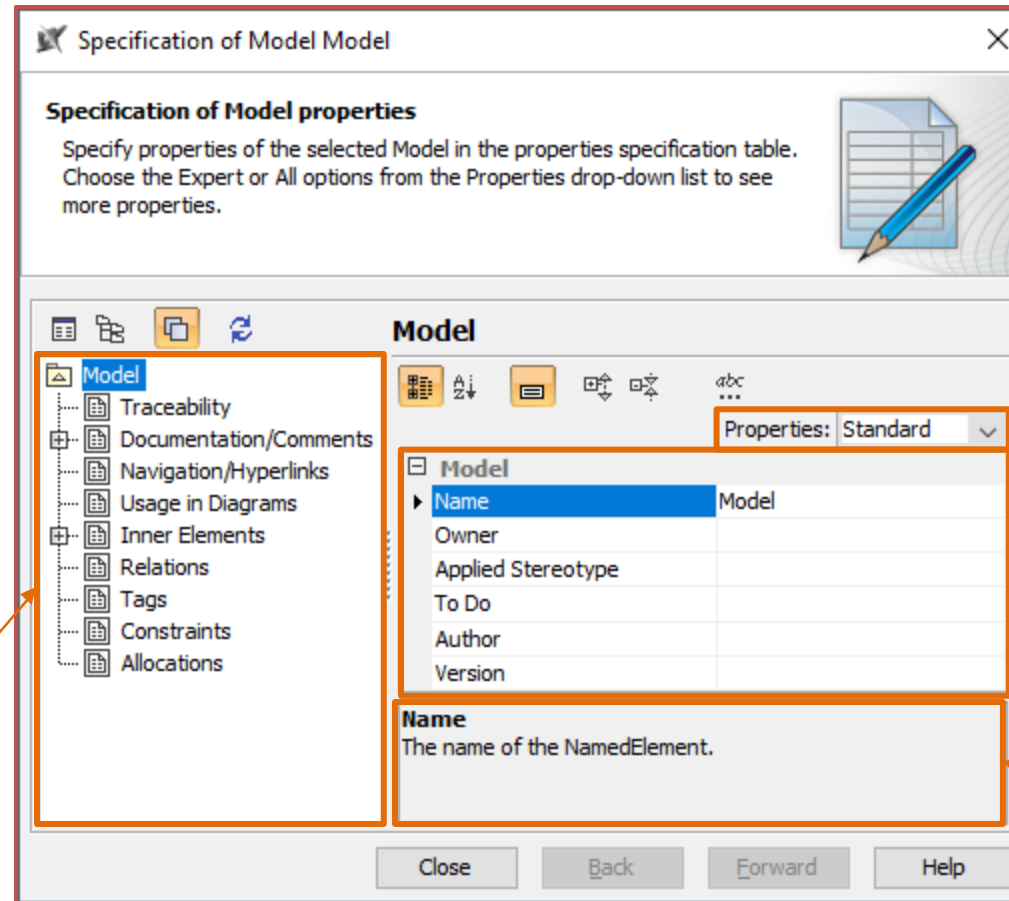 Specification of Model Model
Specification of Model properties
Specify properties of the selected Model in the properties specification table.
Choose the Expert or All options from the Properties drop-down list to see
more properties.
Model
Model
Traceability
Documentation/Comments
Navigation/Hyperlinks
Usage in Diagrams
Inner Elements
Relations
Tags
Constraints
Allocations
A
Z
abc
...
Properties: Standard
Model
Name Model
Owner
Applied Stereotype
To Do
Author
Version
Name
The name of the NamedElement.
Close Back Forward Help